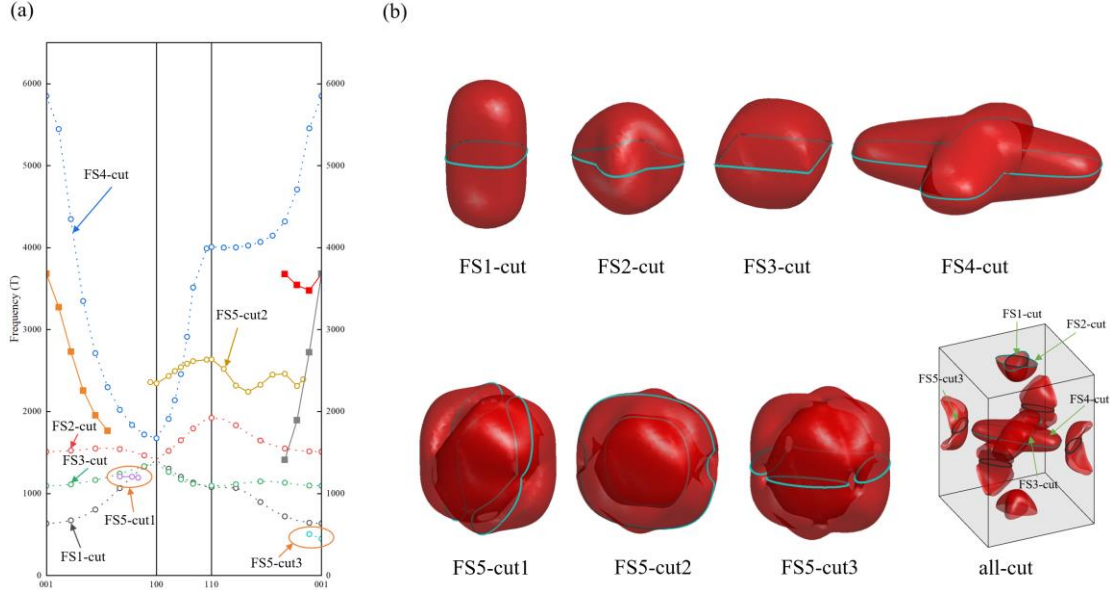 (a)
(b)
6000
6000
5000
5000
4000
4000
3000
3000
2000
2000
1000
1000
0
0
Frequency (T)
FS4-cut
FS5-cut2
FS2-cut
FS3-cut
FS5-cut1
FS1-cut
FS5-cut3
001
100
110
001
FS1-cut
FS2-cut
FS3-cut
FS4-cut
FS1-cut
FS2-cut
FS5-cut3
FS4-cut
FS3-cut
FS5-cut1
FS5-cut2
FS5-cut3
all-cut